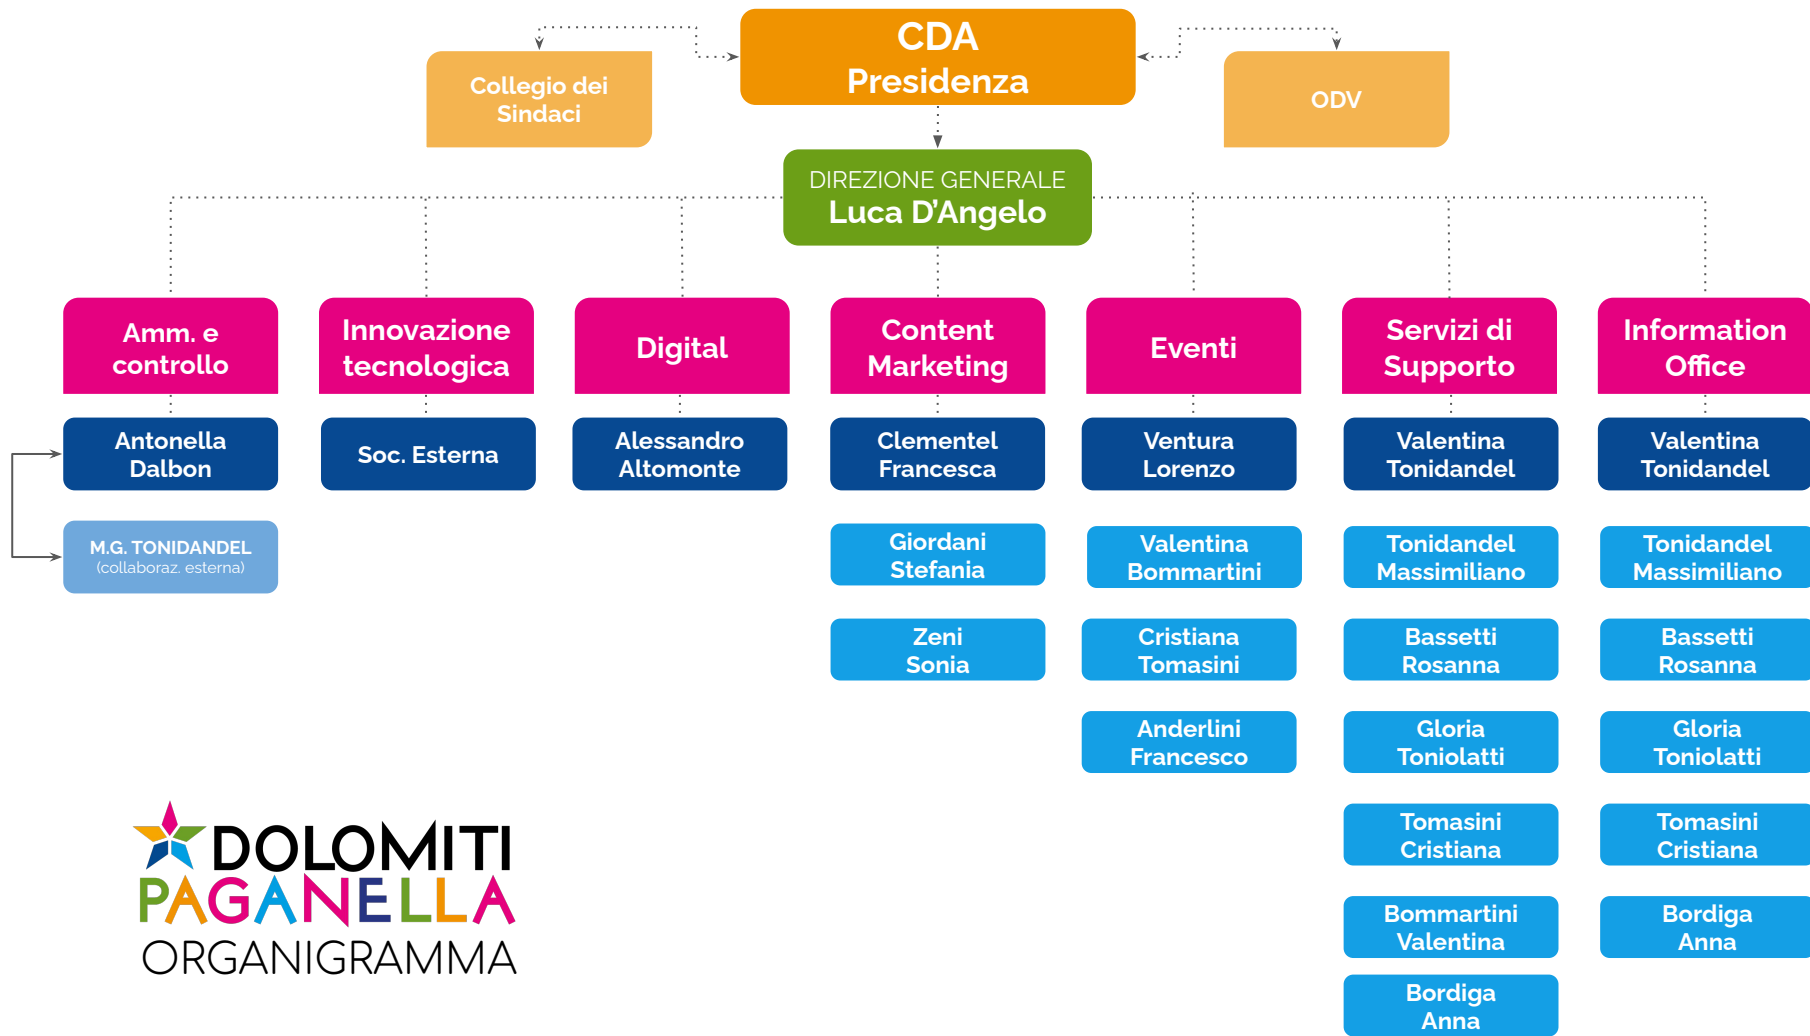 CDA
Presidenza
Collegio dei
Sindaci
ODV
DIREZIONE GENERALE
Luca D'Angelo
Amm. e
controllo
Innovazione
tecnologica
Digital
Content
Marketing
Eventi
Servizi di
Supporto
Information
Office
Antonella
Dalbon
Soc. Esterna
Alessandro
Altomonte
Clementel
Francesca
Ventura
Lorenzo
Valentina
Tonidandel
Valentina
Tonidandel
M.G. TONIDANDEL
(collaboraz. esterna)
Giordani
Stefania
Valentina
Bommartini
Tonidandel
Massimiliano
Tonidandel
Massimiliano
Zeni
Sonia
Cristiana
Tomasini
Bassetti
Rosanna
Bassetti
Rosanna
Anderlini
Francesco
Gloria
Toniolatti
Gloria
Toniolatti
Tomasini
Cristiana
Tomasini
Cristiana
Bommartini
Valentina
Bordiga
Anna
Bordiga
Anna
DOLOMITI
PAGANELLA
ORGANIGRAMMA